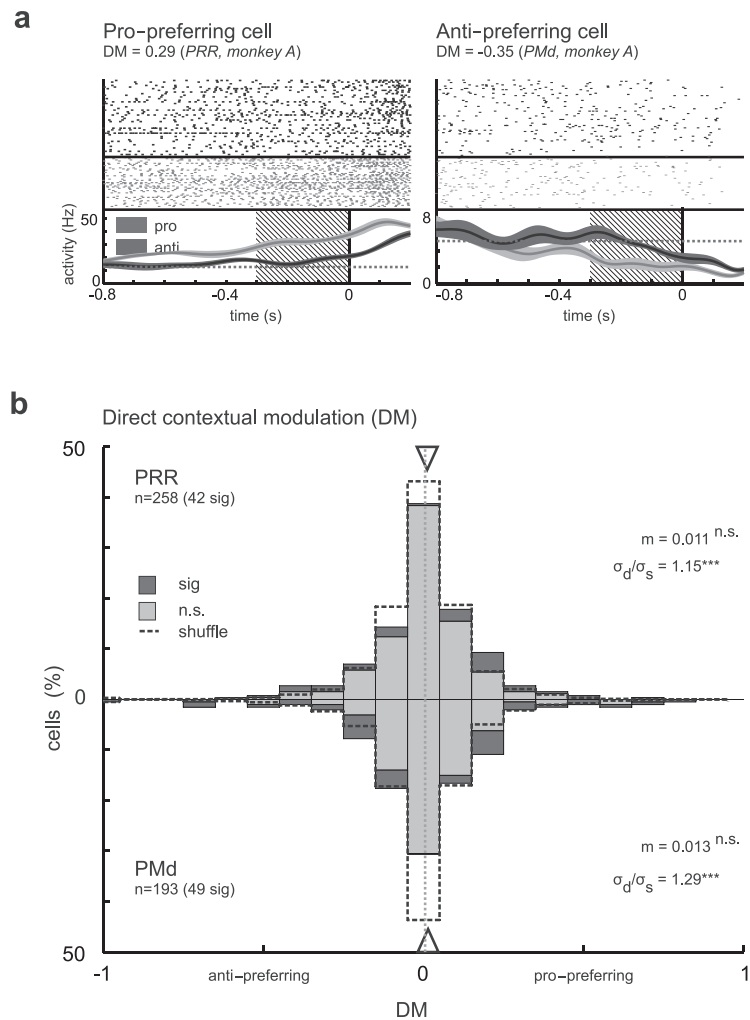 a
Pro-preferring cell
DM = 0.29 (PRR, monkey A)
Anti-preferring cell
DM = -0.35 (PMd, monkey A)
activity (Hz)
50
0
pro
anti
-0.8
-0.4
0
time (s)
8
4
0
-0.8
-0.4
0
time (s)
b
Direct contextual modulation (DM)
50
PRR
n=258 (42 sig)
m = 0.011 n.s.
σd/σs = 1.15***
sig
n.s.
shuffle
cells (%)
0
0
m = 0.013 n.s.
σd/σs = 1.29***
PMd
n=193 (49 sig)
50
-1
anti-preferring
0
pro-preferring
1
DM